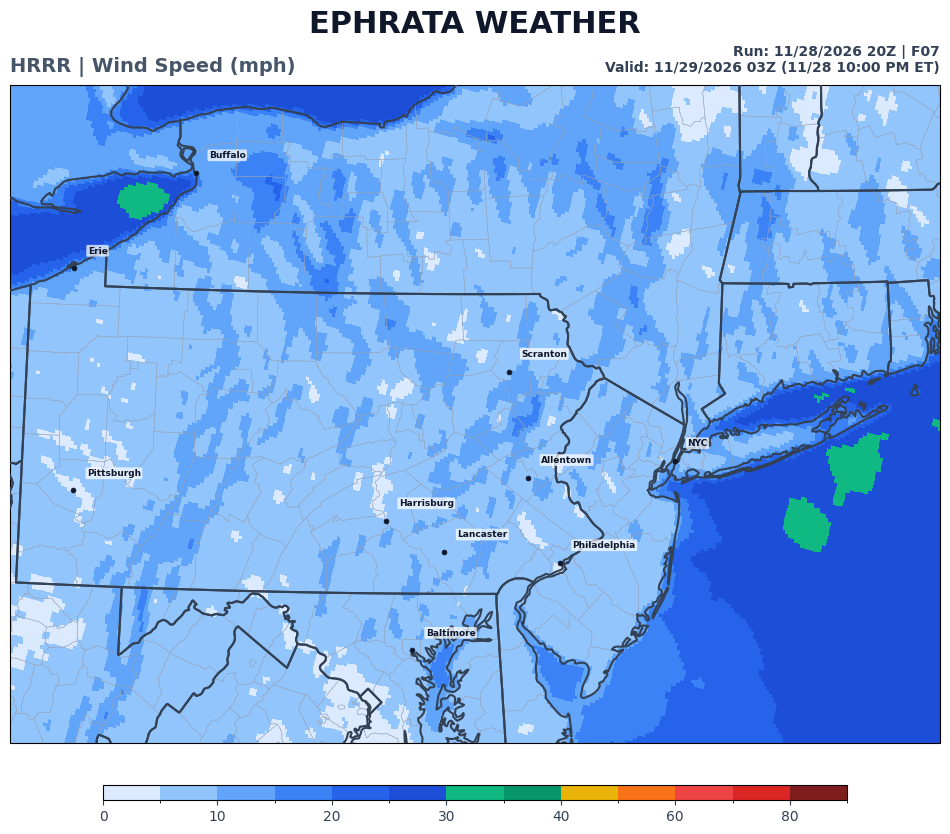 EPHRATA WEATHER
HRRR | Wind Speed (mph)
Run: 11/28/2026 20Z | F07
Valid: 11/29/2026 03Z (11/28 10:00 PM ET)
Buffalo
Erie
Scranton
NYC
Allentown
Pittsburgh
Harrisburg
Lancaster
Philadelphia
Baltimore
0 10 20 30 40 60 80